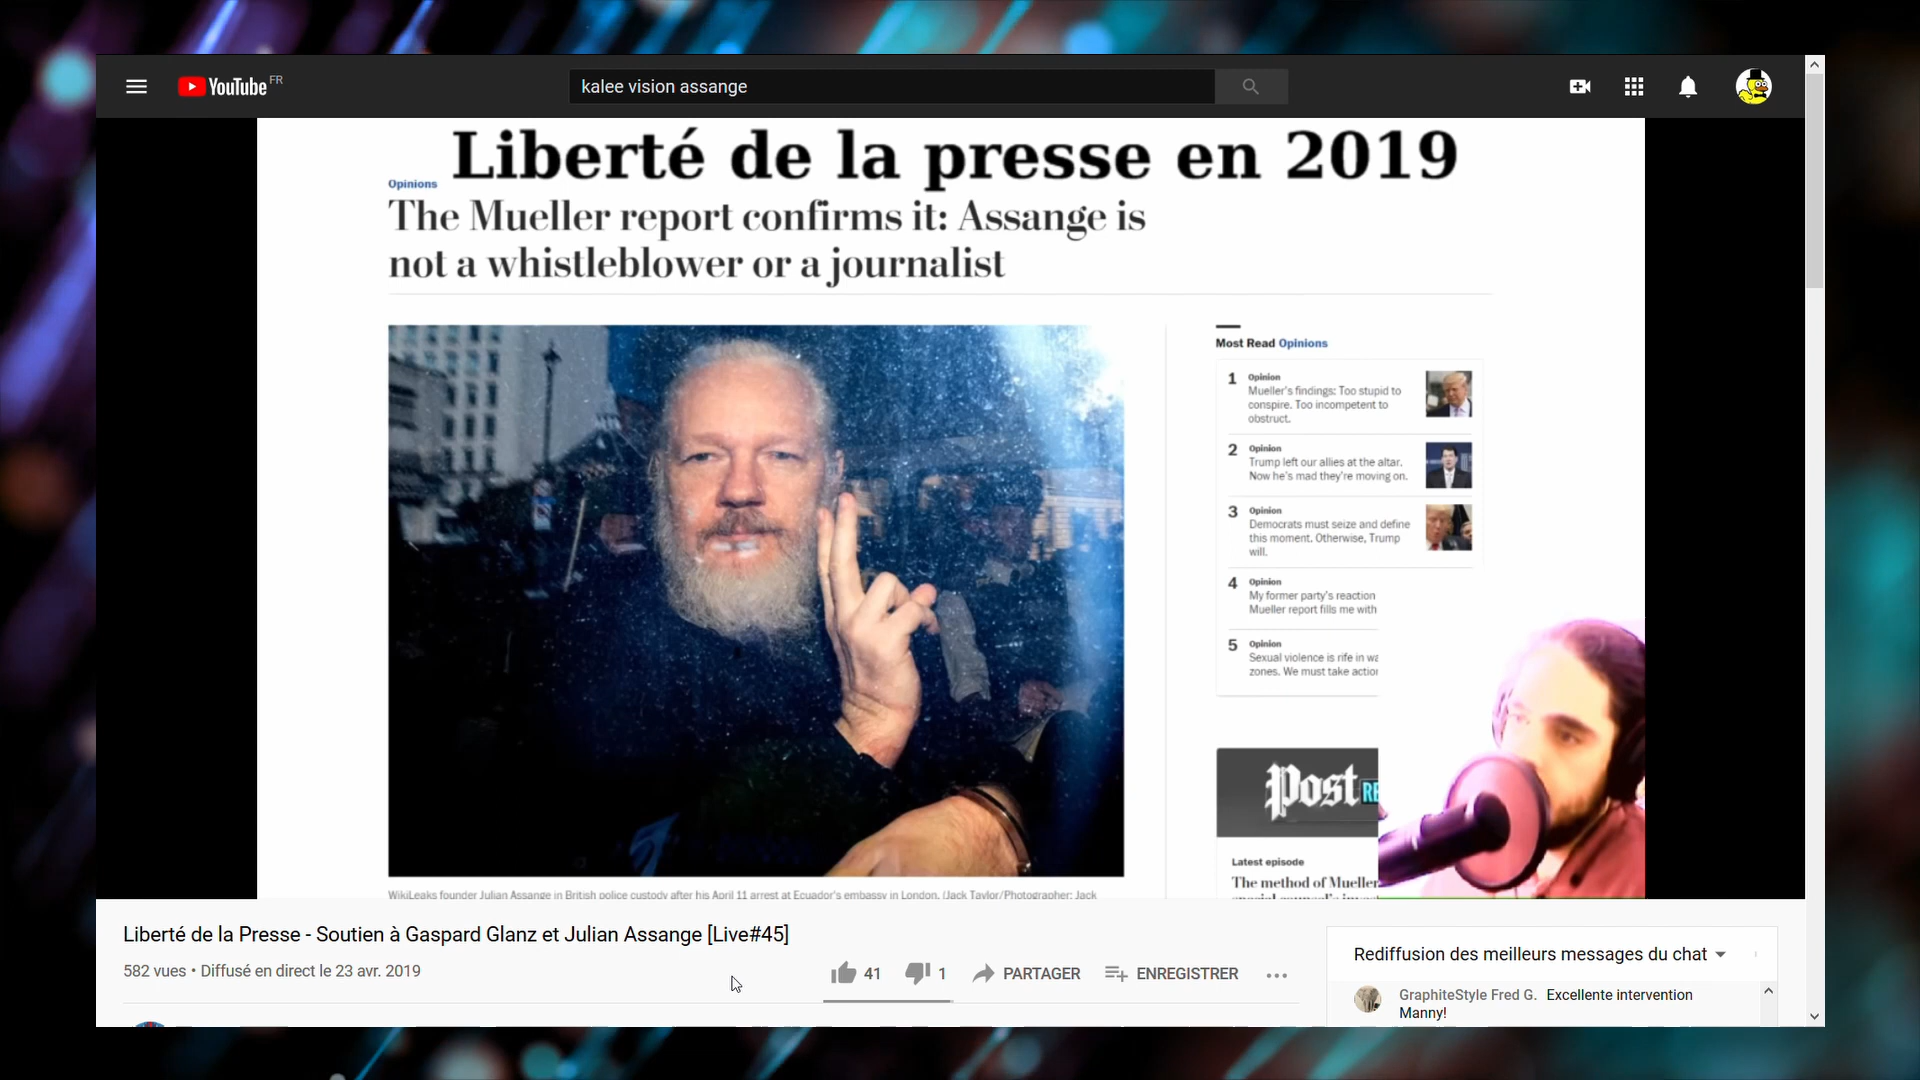 YouTube FR
kalee vision assange
Liberté de la presse en 2019
Opinions
The Mueller report confirms it: Assange is
not a whistleblower or a journalist
Most Read Opinions
1 Opinion
Mueller's findings: Too stupid to
conspire. Too incompetent to
obstruct.
2 Opinion
Trump left our allies at the altar.
Now he's mad they're moving on.
3 Opinion
Democrats must seize and define
this moment. Otherwise, Trump
will.
4 Opinion
My former party's reaction
Mueller report fills me with
5 Opinion
Sexual violence is rife in wa
zones. We must take action
Post RE
Latest episode
The method of Mueller
WikiLeaks founder Julian Assange in British police custody after his April 11 arrest at Ecuador's embassy in London. (Jack Taylor/Photographer: Jack
Liberté de la Presse - Soutien à Gaspard Glanz et Julian Assange [Live#45]
582 vues • Diffusé en direct le 23 avr. 2019
41
1
PARTAGER
ENREGISTRER
Rediffusion des meilleurs messages du chat
GraphiteStyle Fred G. Excellente intervention
Manny!